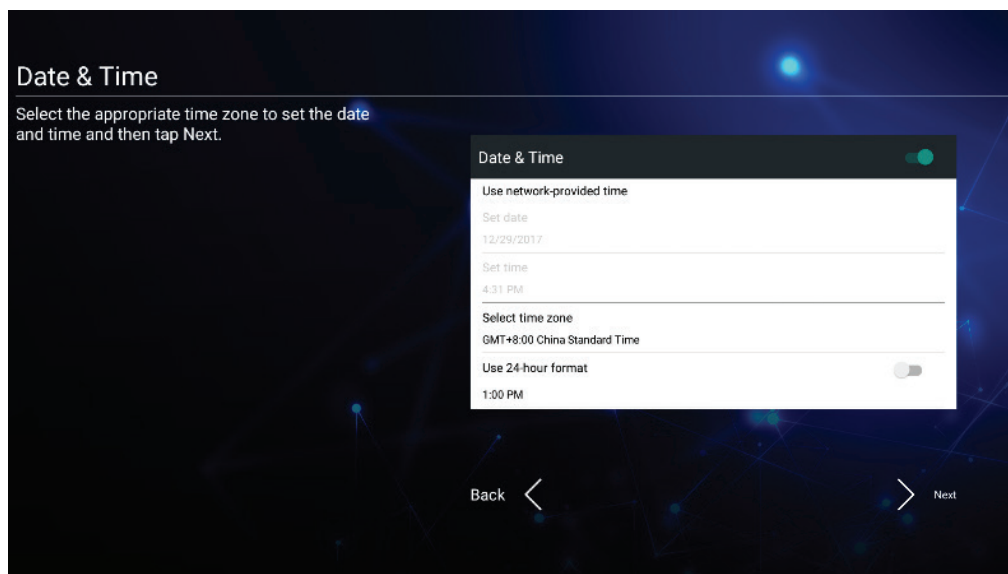 Date & Time
Select the appropriate time zone to set the date
and time and then tap Next.
Date & Time
Use network-provided time
Set date
12/29/2017
Set time
4:31 PM
Select time zone
GMT+8:00 China Standard Time
Use 24-hour format
1:00 PM
Back
Next